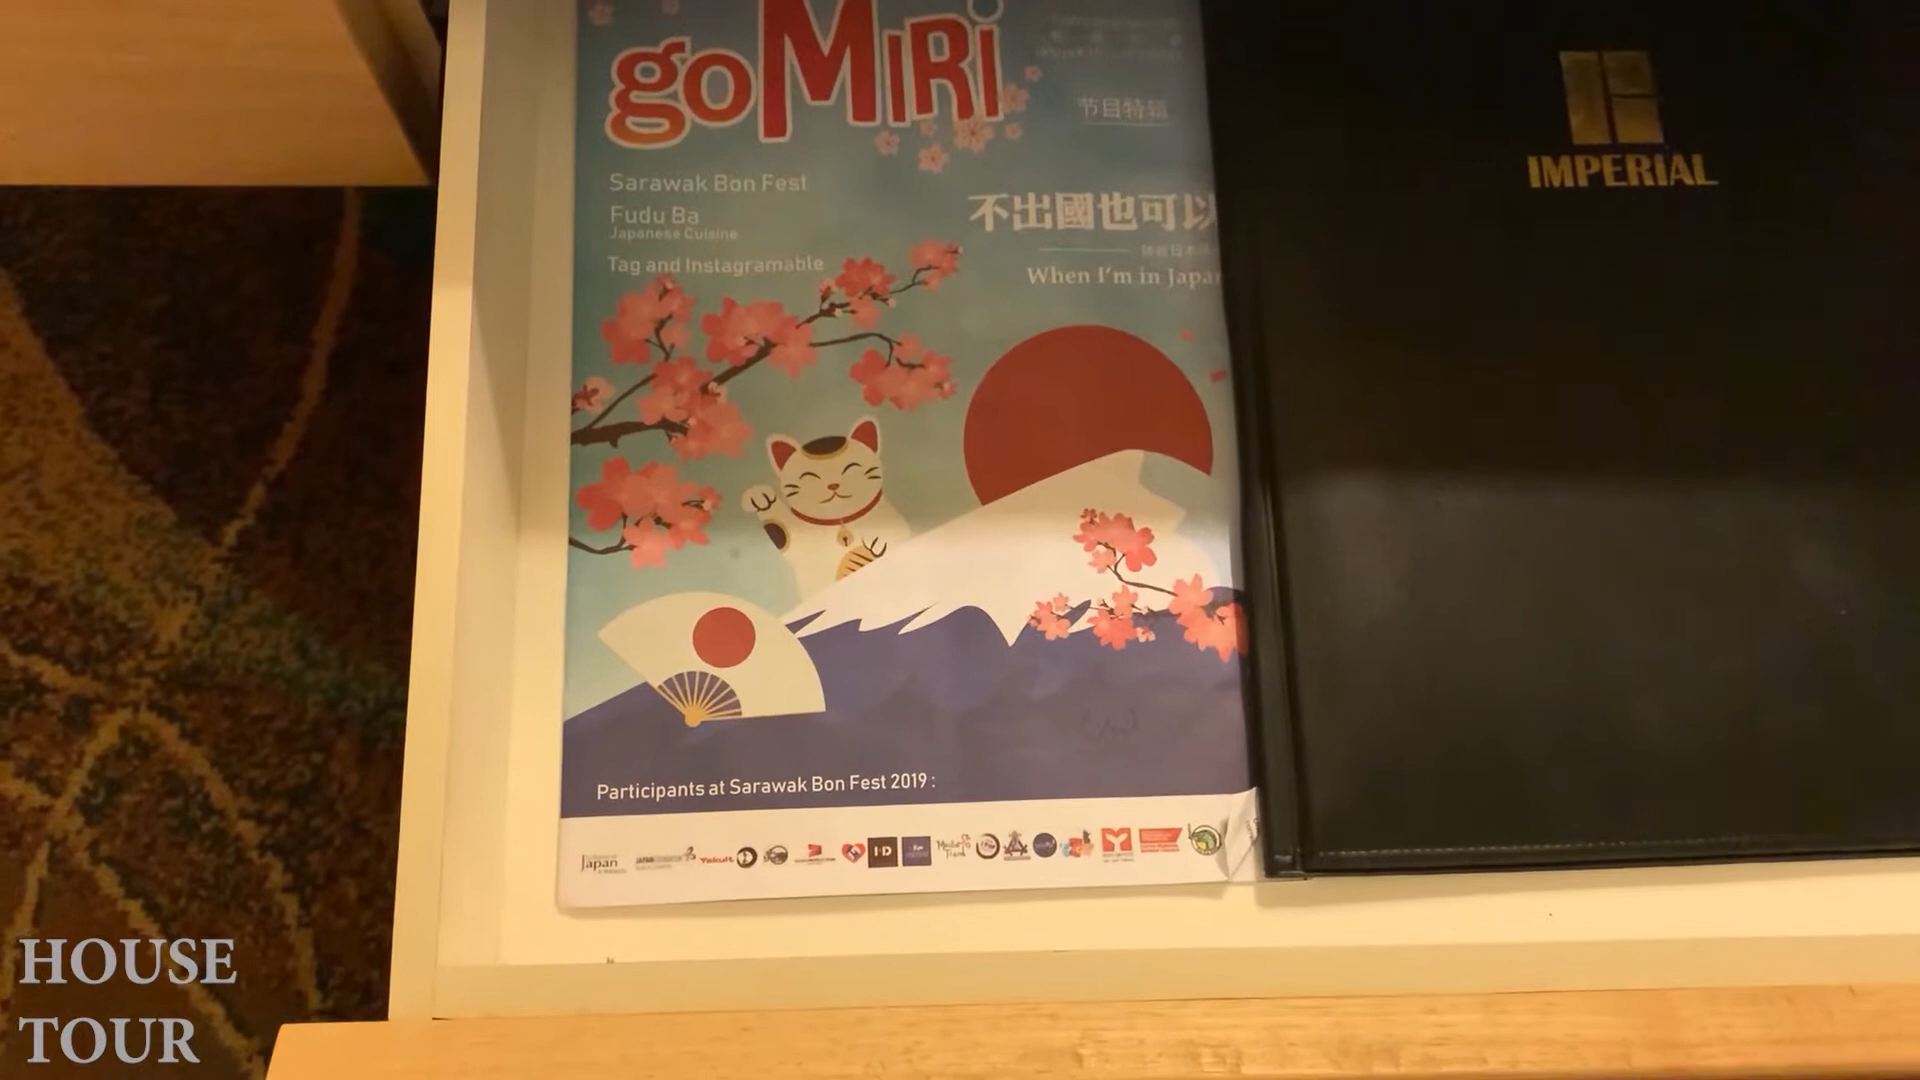 goMIRI
节目特辑
Sarawak Bon Fest
Fudu Ba
Japanese Cuisine
Tag and Instagramable
不出國也可以
When I'm in Japan
Participants at Sarawak Bon Fest 2019 :
Japan
Yakult
IMPERIAL
HOUSE
TOUR